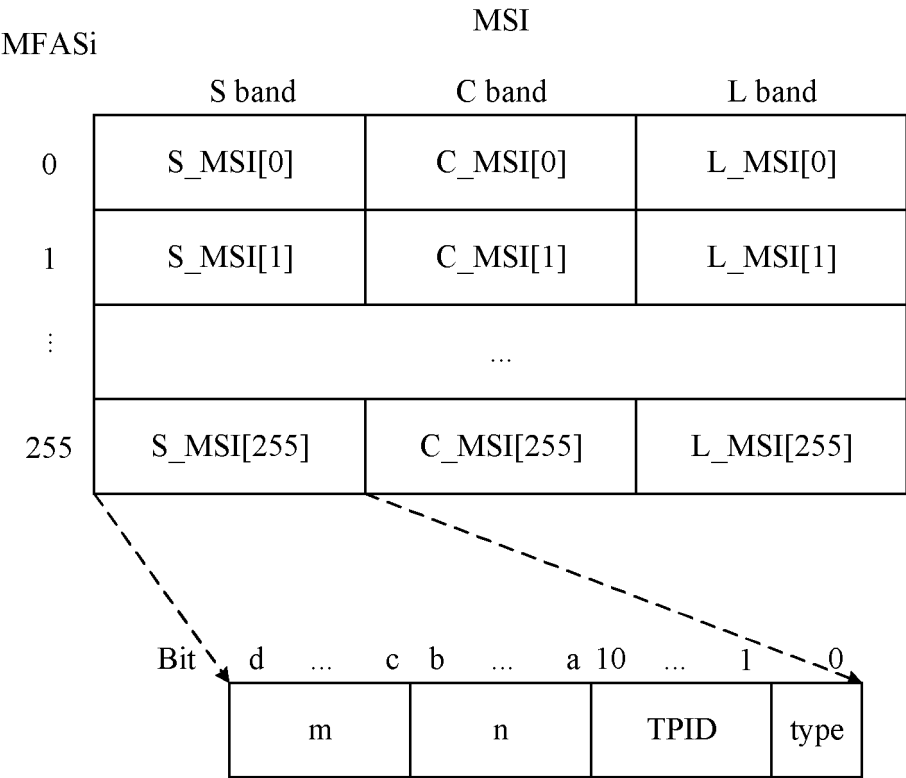 MSI
MFASi
S band C band L band
0 S_MSI[0] C_MSI[0] L_MSI[0]
1 S_MSI[1] C_MSI[1] L_MSI[1]
⋮ ...
255 S_MSI[255] C_MSI[255] L_MSI[255]
Bit d ... c b ... a 10 ... 1 0
m n TPID type